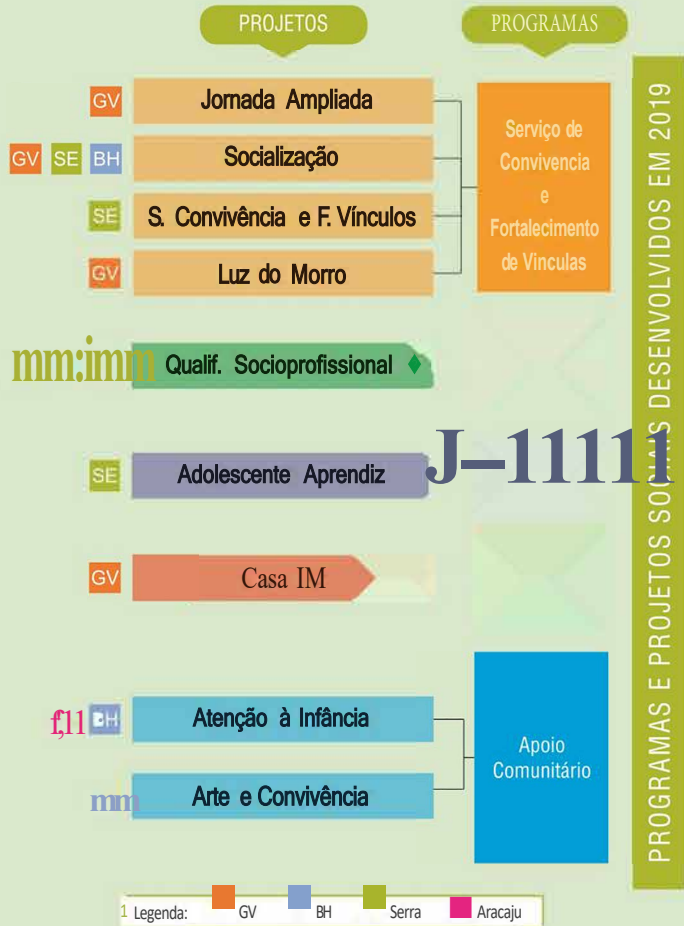 PROJETOS
PROGRAMAS
GV
Jornada Ampliada
GV SE BH
Socialização
SE
S. Convivência e F. Vínculos
GV
Luz do Morro
Serviço de
Convivencia
e
Fortalecimento
de Vinculas
mm:imm
Qualif. Socioprofissional
SE
Adolescente Aprendiz
J–11111
GV
Casa IM
f,11 BH
Atenção à Infância
mm
Arte e Convivência
Apoio
Comunitário
PROGRAMAS E PROJETOS SOCIAIS DESENVOLVIDOS EM 2019
1 Legenda: GV BH Serra Aracaju